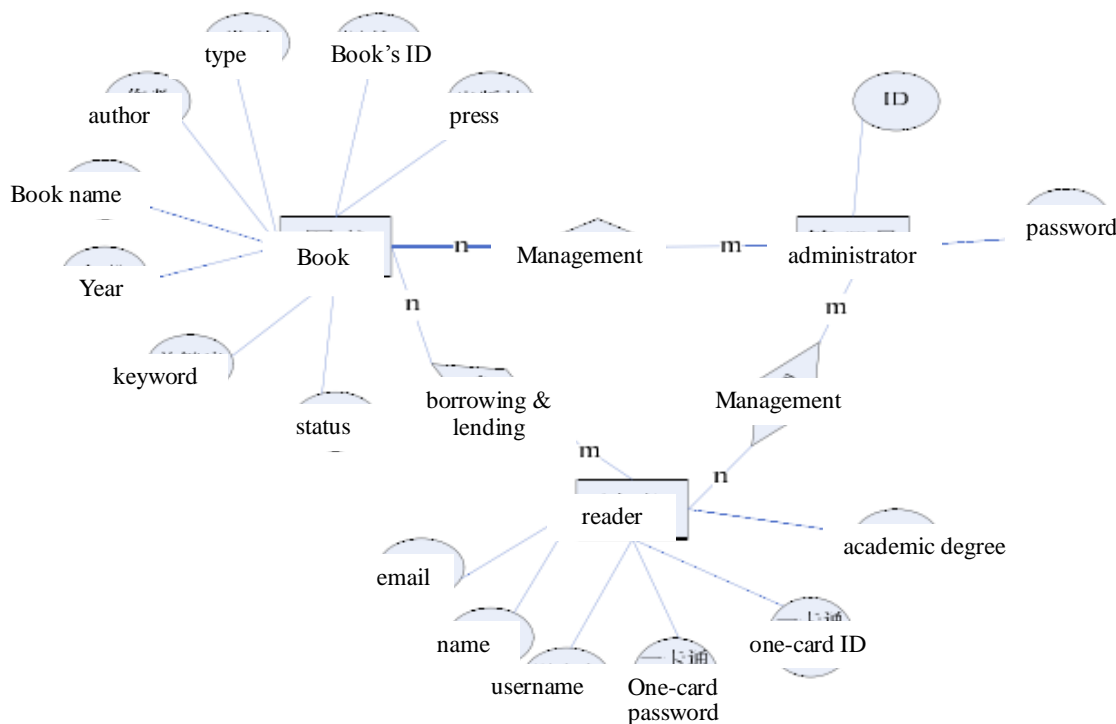 type
Book's ID
author
press
ID
Book name
password
Book
n
Management
m
administrator
Year
n
m
keyword
borrowing &
lending
Management
status
m
n
reader
academic degree
email
name
one-card ID
username
One-card
password